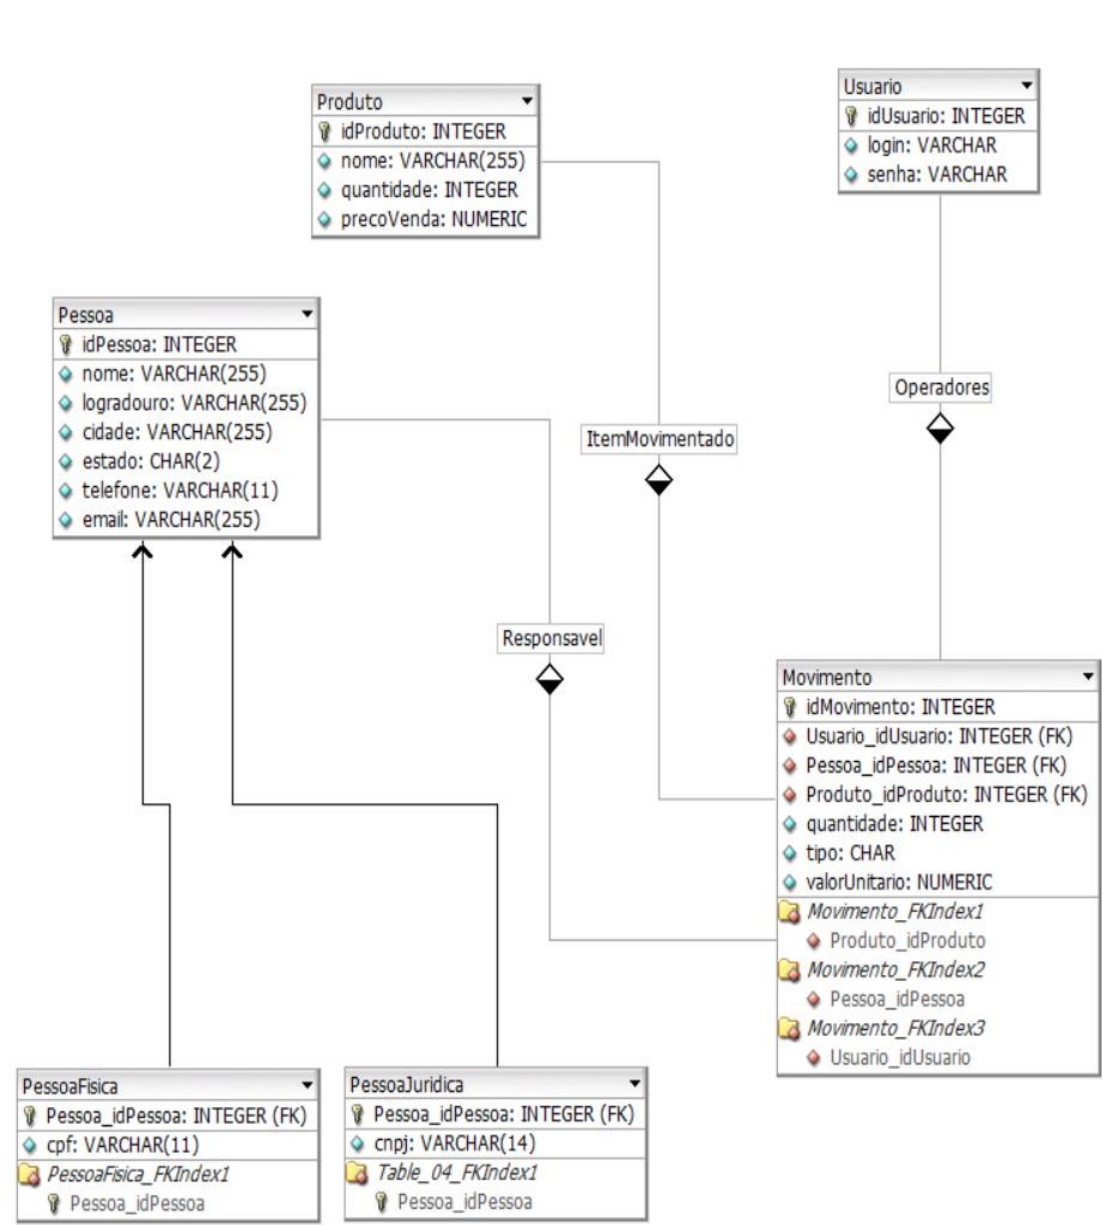 Produto
idProduto: INTEGER
nome: VARCHAR(255)
quantidade: INTEGER
precoVenda: NUMERIC
Usuario
idUsuario: INTEGER
login: VARCHAR
senha: VARCHAR
Pessoa
idPessoa: INTEGER
nome: VARCHAR(255)
logradouro: VARCHAR(255)
cidade: VARCHAR(255)
estado: CHAR(2)
telefone: VARCHAR(11)
email: VARCHAR(255)
Operadores
ItemMovimentado
Responsavel
Movimento
idMovimento: INTEGER
Usuario_idUsuario: INTEGER (FK)
Pessoa_idPessoa: INTEGER (FK)
Produto_idProduto: INTEGER (FK)
quantidade: INTEGER
tipo: CHAR
valorUnitario: NUMERIC
Movimento_FKIndex1
Produto_idProduto
Movimento_FKIndex2
Pessoa_idPessoa
Movimento_FKIndex3
Usuario_idUsuario
PessoaFisica
Pessoa_idPessoa: INTEGER (FK)
cpf: VARCHAR(11)
PessoaFisica_FKIndex1
Pessoa_idPessoa
PessoaJuridica
Pessoa_idPessoa: INTEGER (FK)
cnpj: VARCHAR(14)
Table_04_FKIndex1
Pessoa_idPessoa